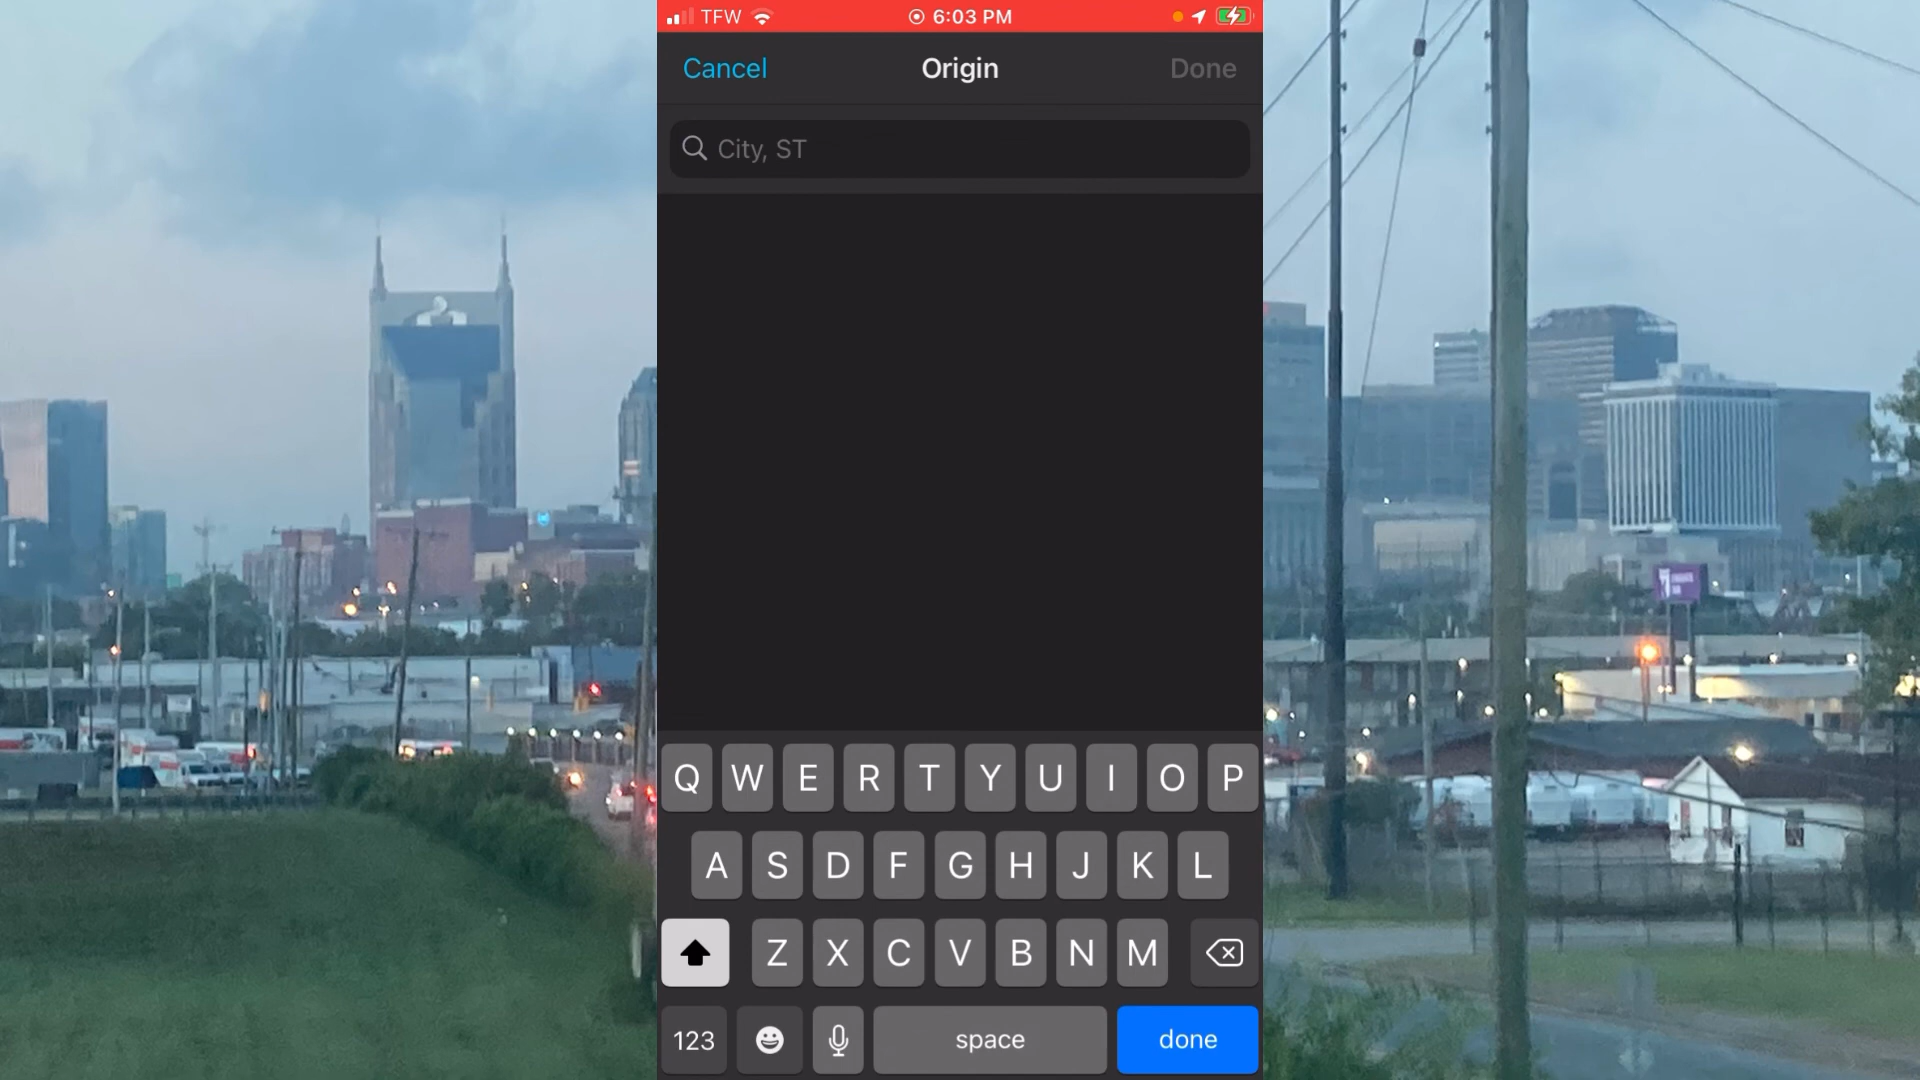 TFW 6:03 PM
Cancel Origin Done
City, ST
Q W E R T Y U I O P
A S D F G H J K L
Z X C V B N M
123 space done